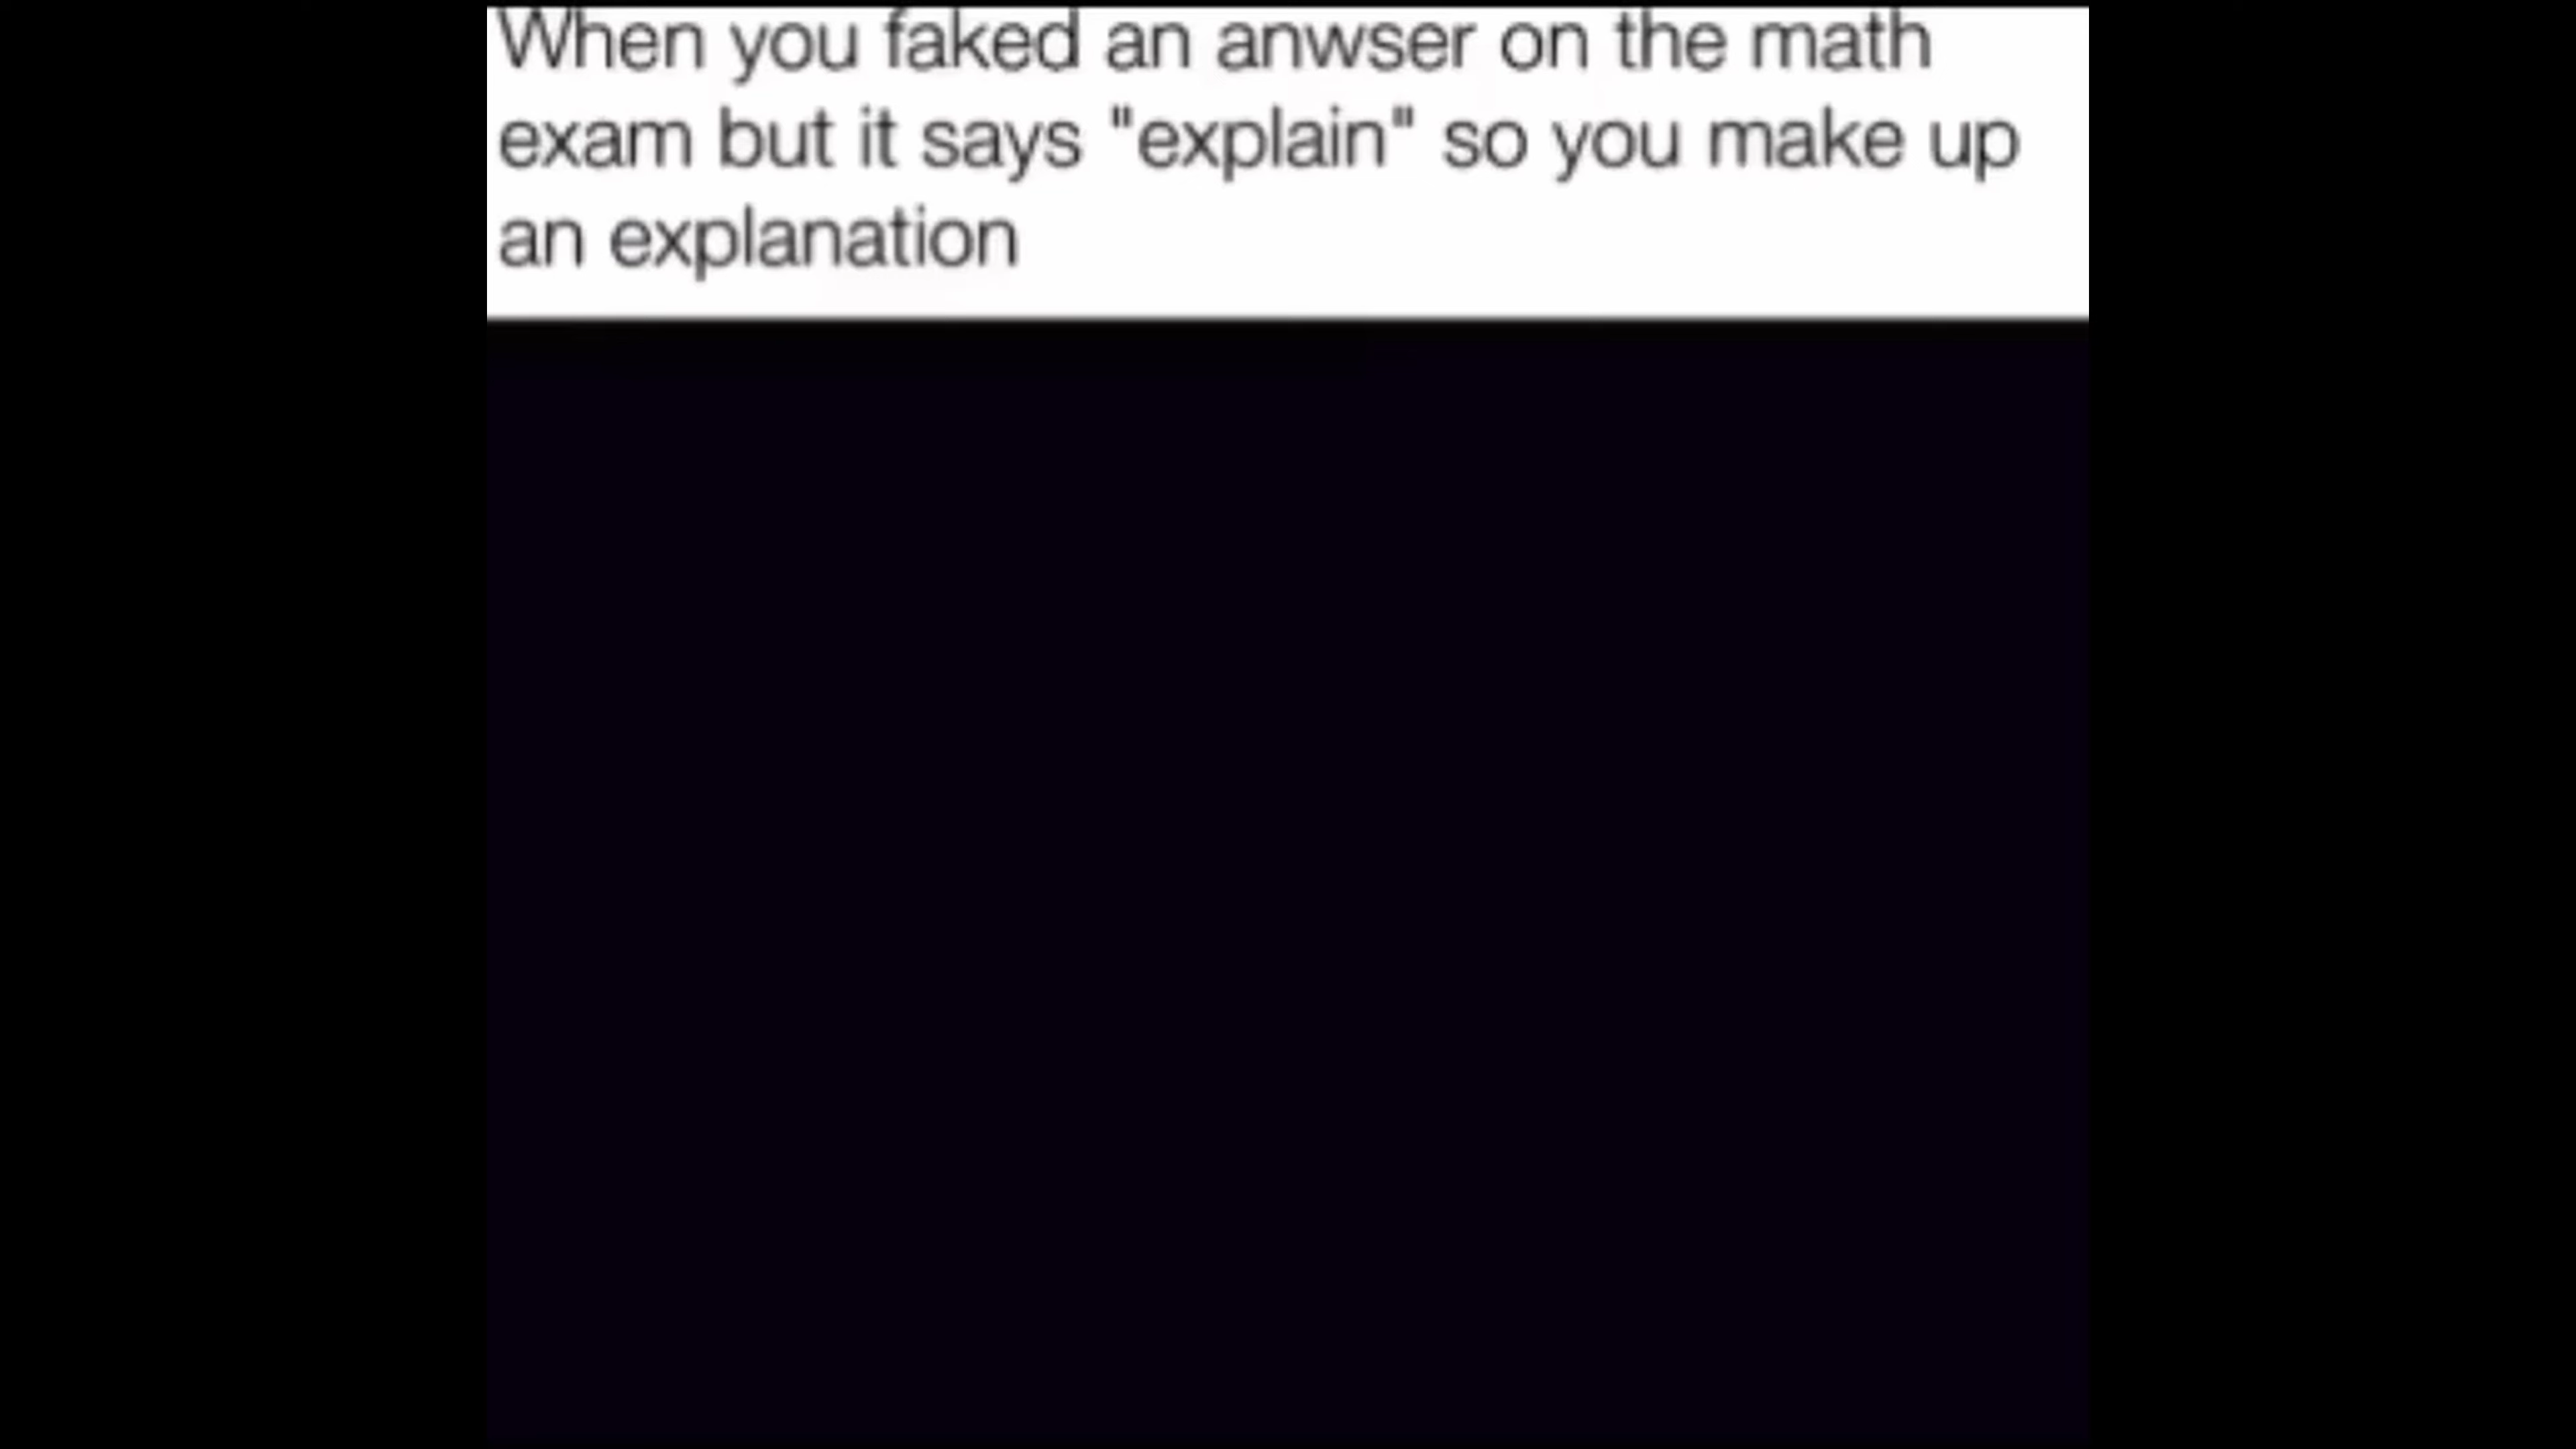 When you faked an anwser on the math
exam but it says "explain" so you make up
an explanation